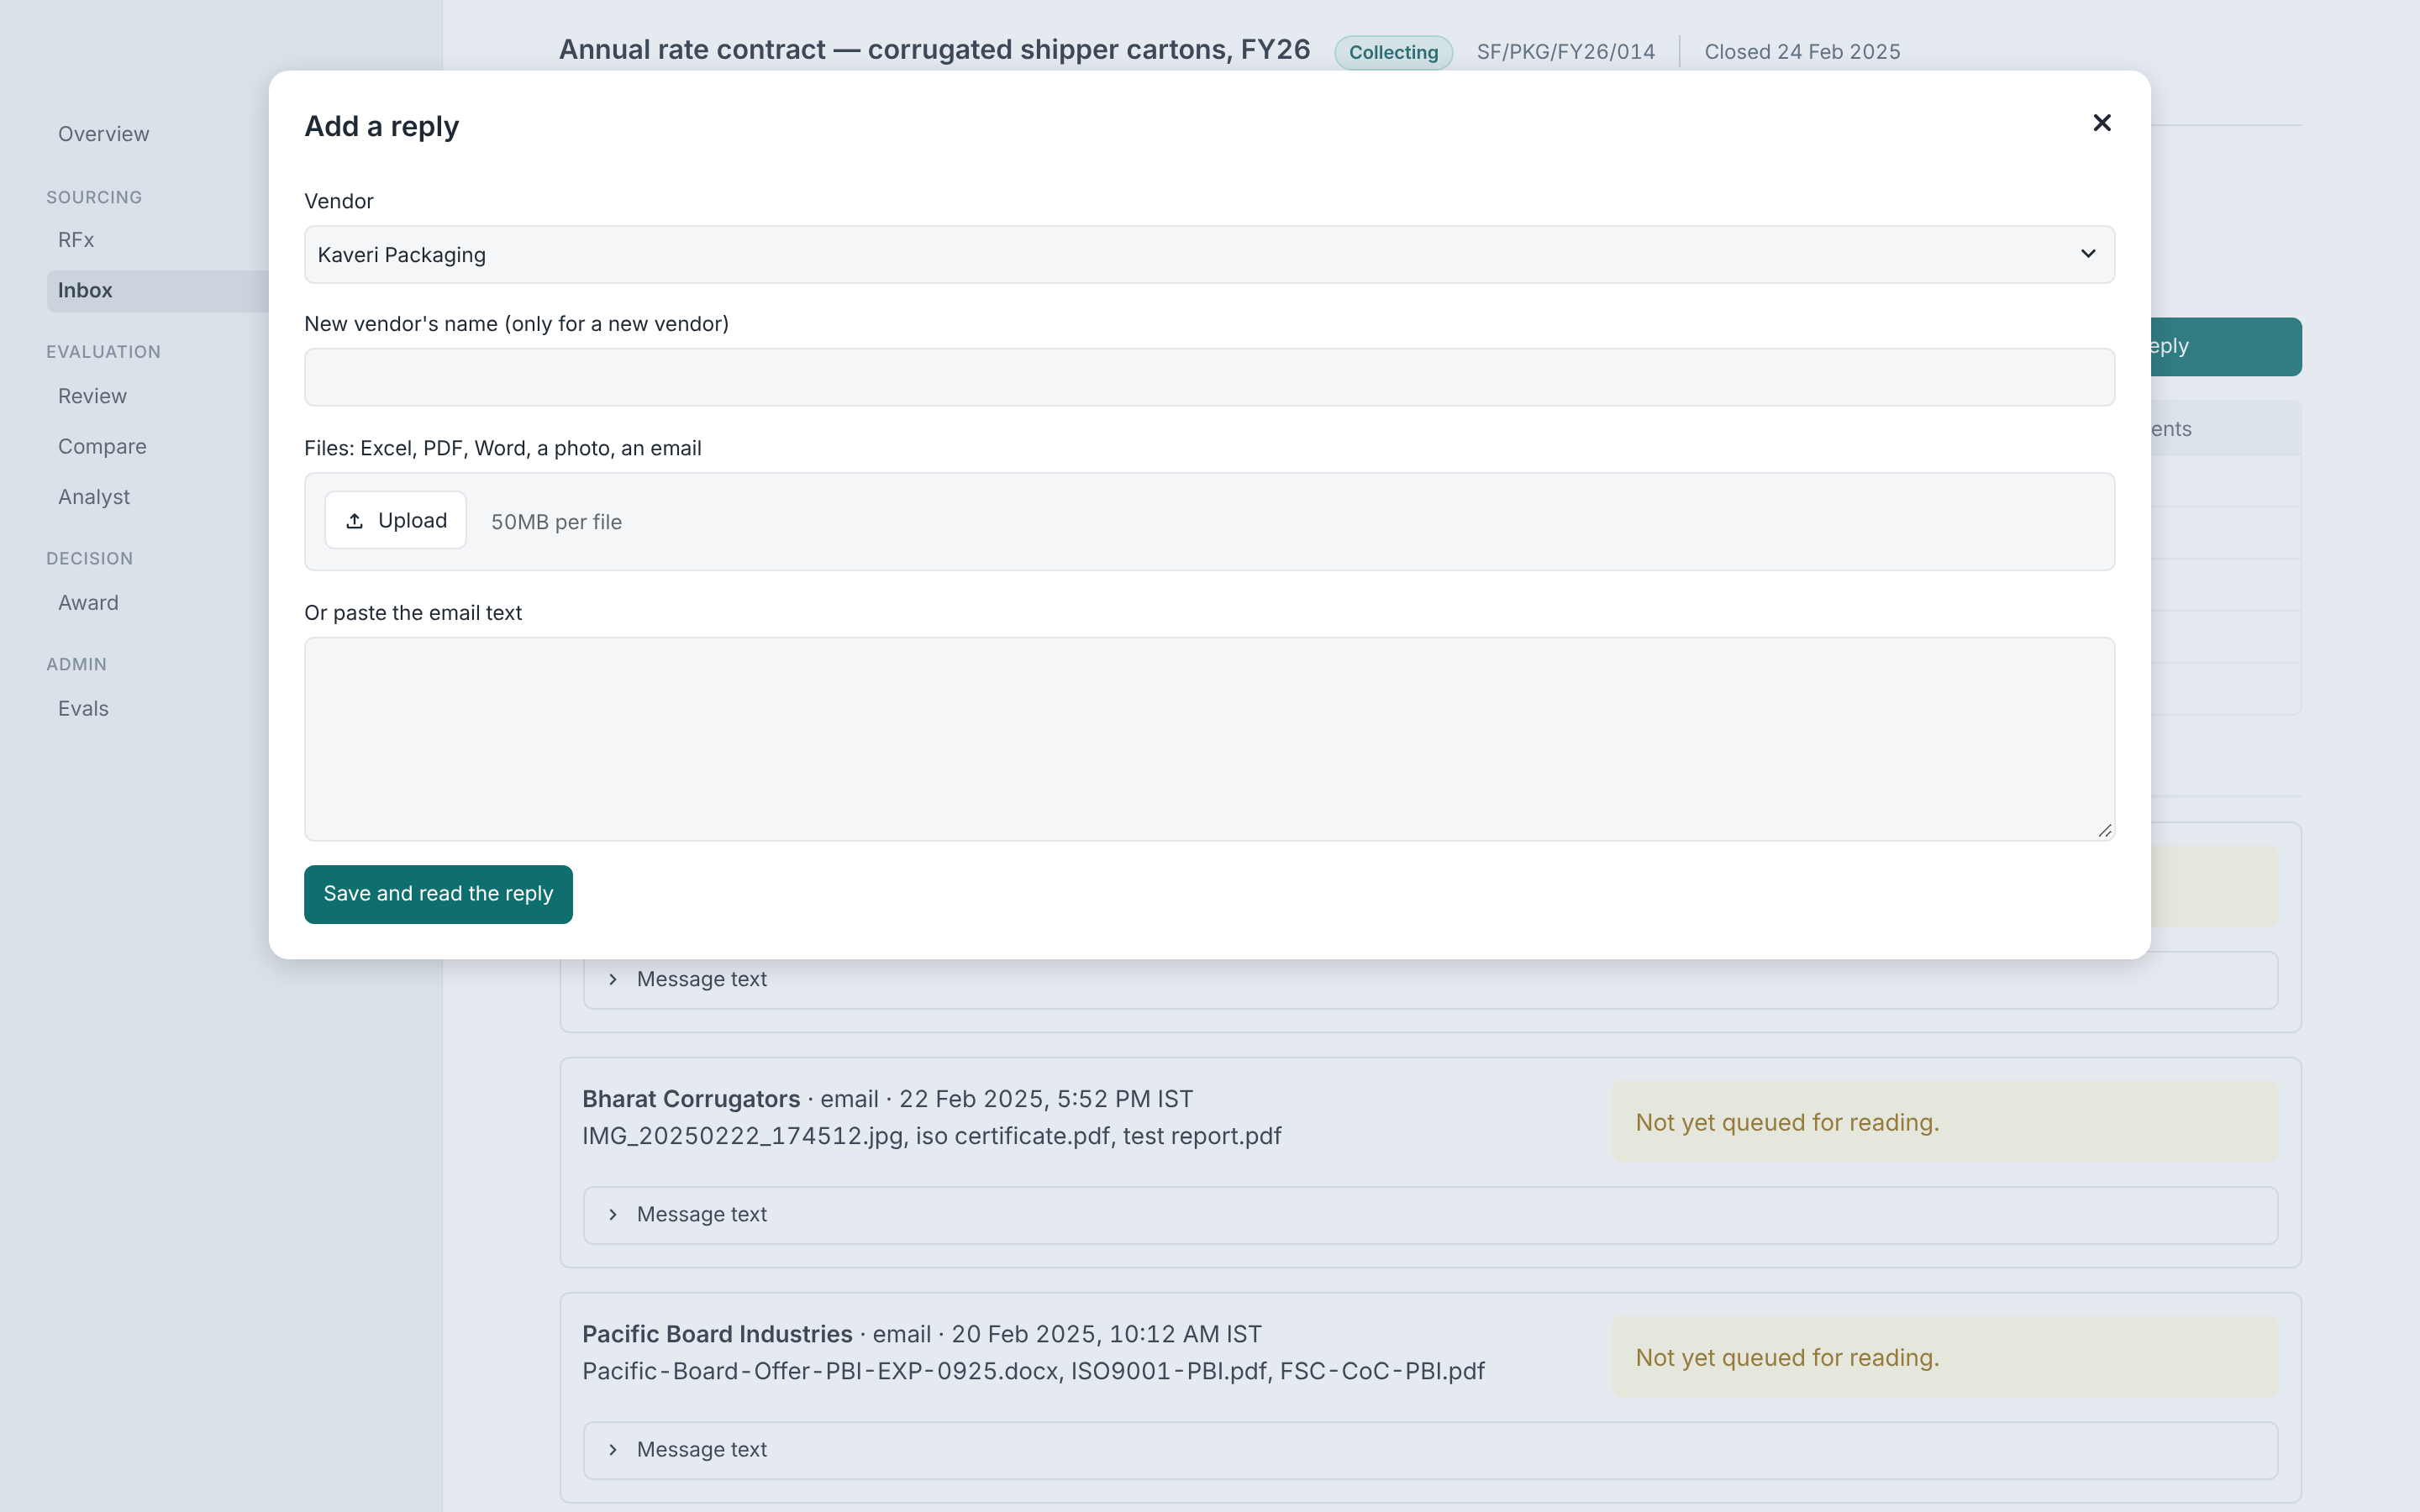 Annual rate contract — corrugated shipper cartons, FY26 Collecting SF/PKG/FY26/014 Closed 24 Feb 2025
Overview
SOURCING
RFx
Inbox
EVALUATION
Review
Compare
Analyst
DECISION
Award
ADMIN
Evals
Add a reply
Vendor
Kaveri Packaging
New vendor's name (only for a new vendor)
Files: Excel, PDF, Word, a photo, an email
Upload 50MB per file
Or paste the email text
Save and read the reply
Message text
Bharat Corrugators · email · 22 Feb 2025, 5:52 PM IST
IMG_20250222_174512.jpg, iso certificate.pdf, test report.pdf
Not yet queued for reading.
Message text
Pacific Board Industries · email · 20 Feb 2025, 10:12 AM IST
Pacific-Board-Offer-PBI-EXP-0925.docx, ISO9001-PBI.pdf, FSC-CoC-PBI.pdf
Not yet queued for reading.
Message text